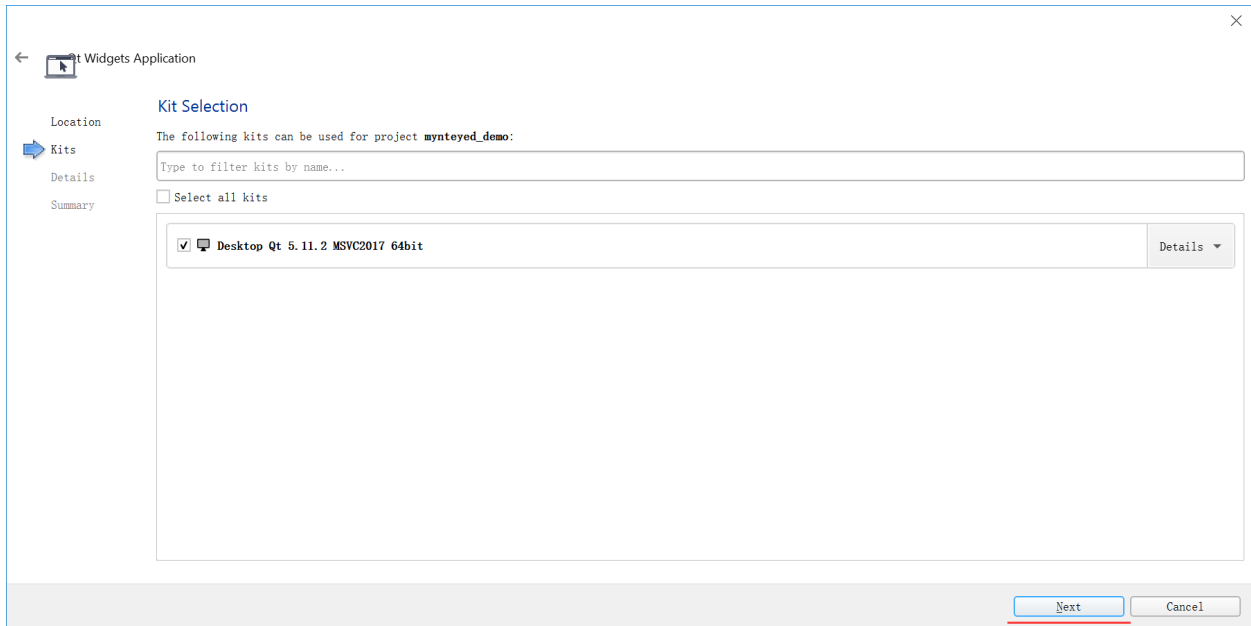 Qt Widgets Application
Location
Kits
Details
Summary
Kit Selection
The following kits can be used for project mynteyed_demo:
Type to filter kits by name...
Select all kits
Desktop Qt 5.11.2 MSVC2017 64bit
Details
Next
Cancel